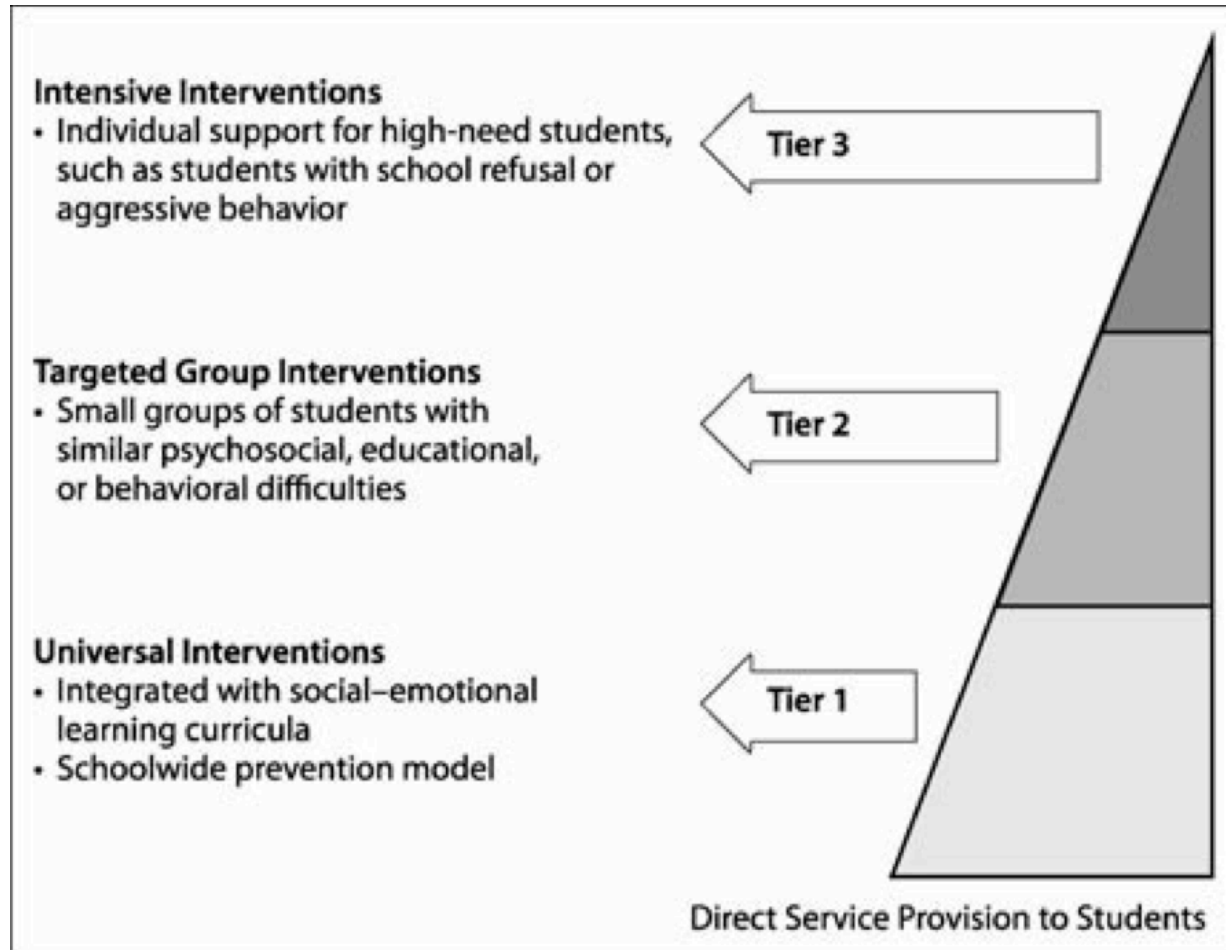 Intensive Interventions
• Individual support for high-need students,
such as students with school refusal or
aggressive behavior
Tier 3
Targeted Group Interventions
• Small groups of students with
similar psychosocial, educational,
or behavioral difficulties
Tier 2
Universal Interventions
• Integrated with social–emotional
learning curricula
• Schoolwide prevention model
Tier 1
Direct Service Provision to Students